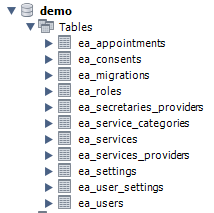 demo
Tables
ea_appointments
ea_consents
ea_migrations
ea_roles
ea_secretaries_providers
ea_service_categories
ea_services
ea_services_providers
ea_settings
ea_user_settings
ea_users